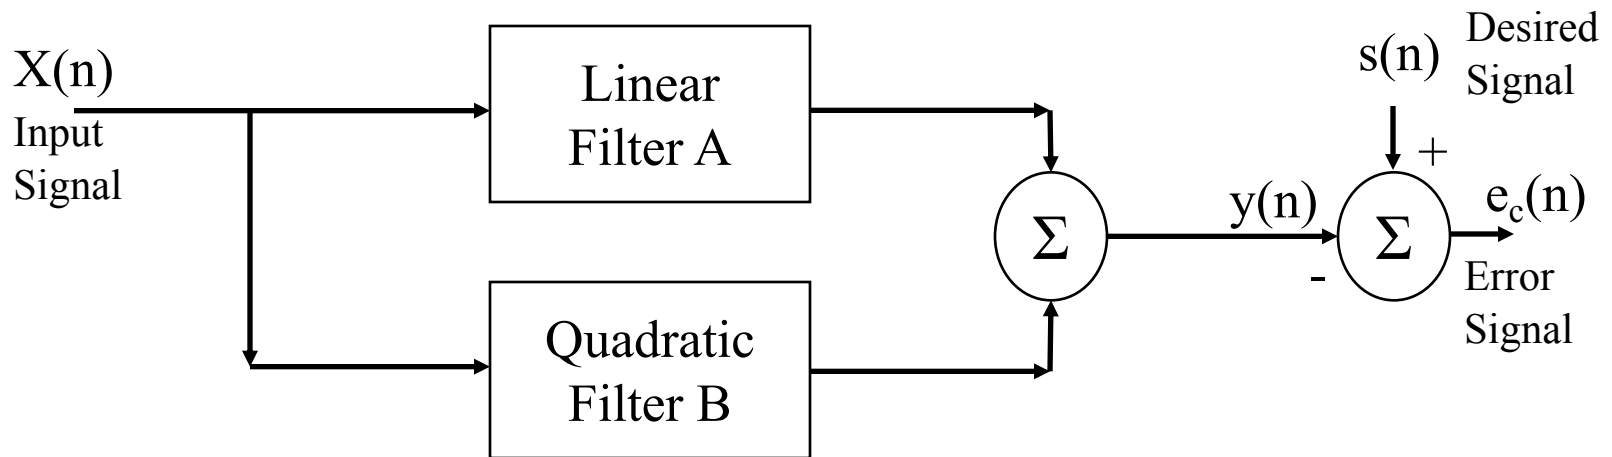 X(n)
Input
Signal
Linear
Filter A
Quadratic
Filter B
Σ
y(n)
-
s(n)
Desired
Signal
+
Σ
e_c(n)
Error
Signal